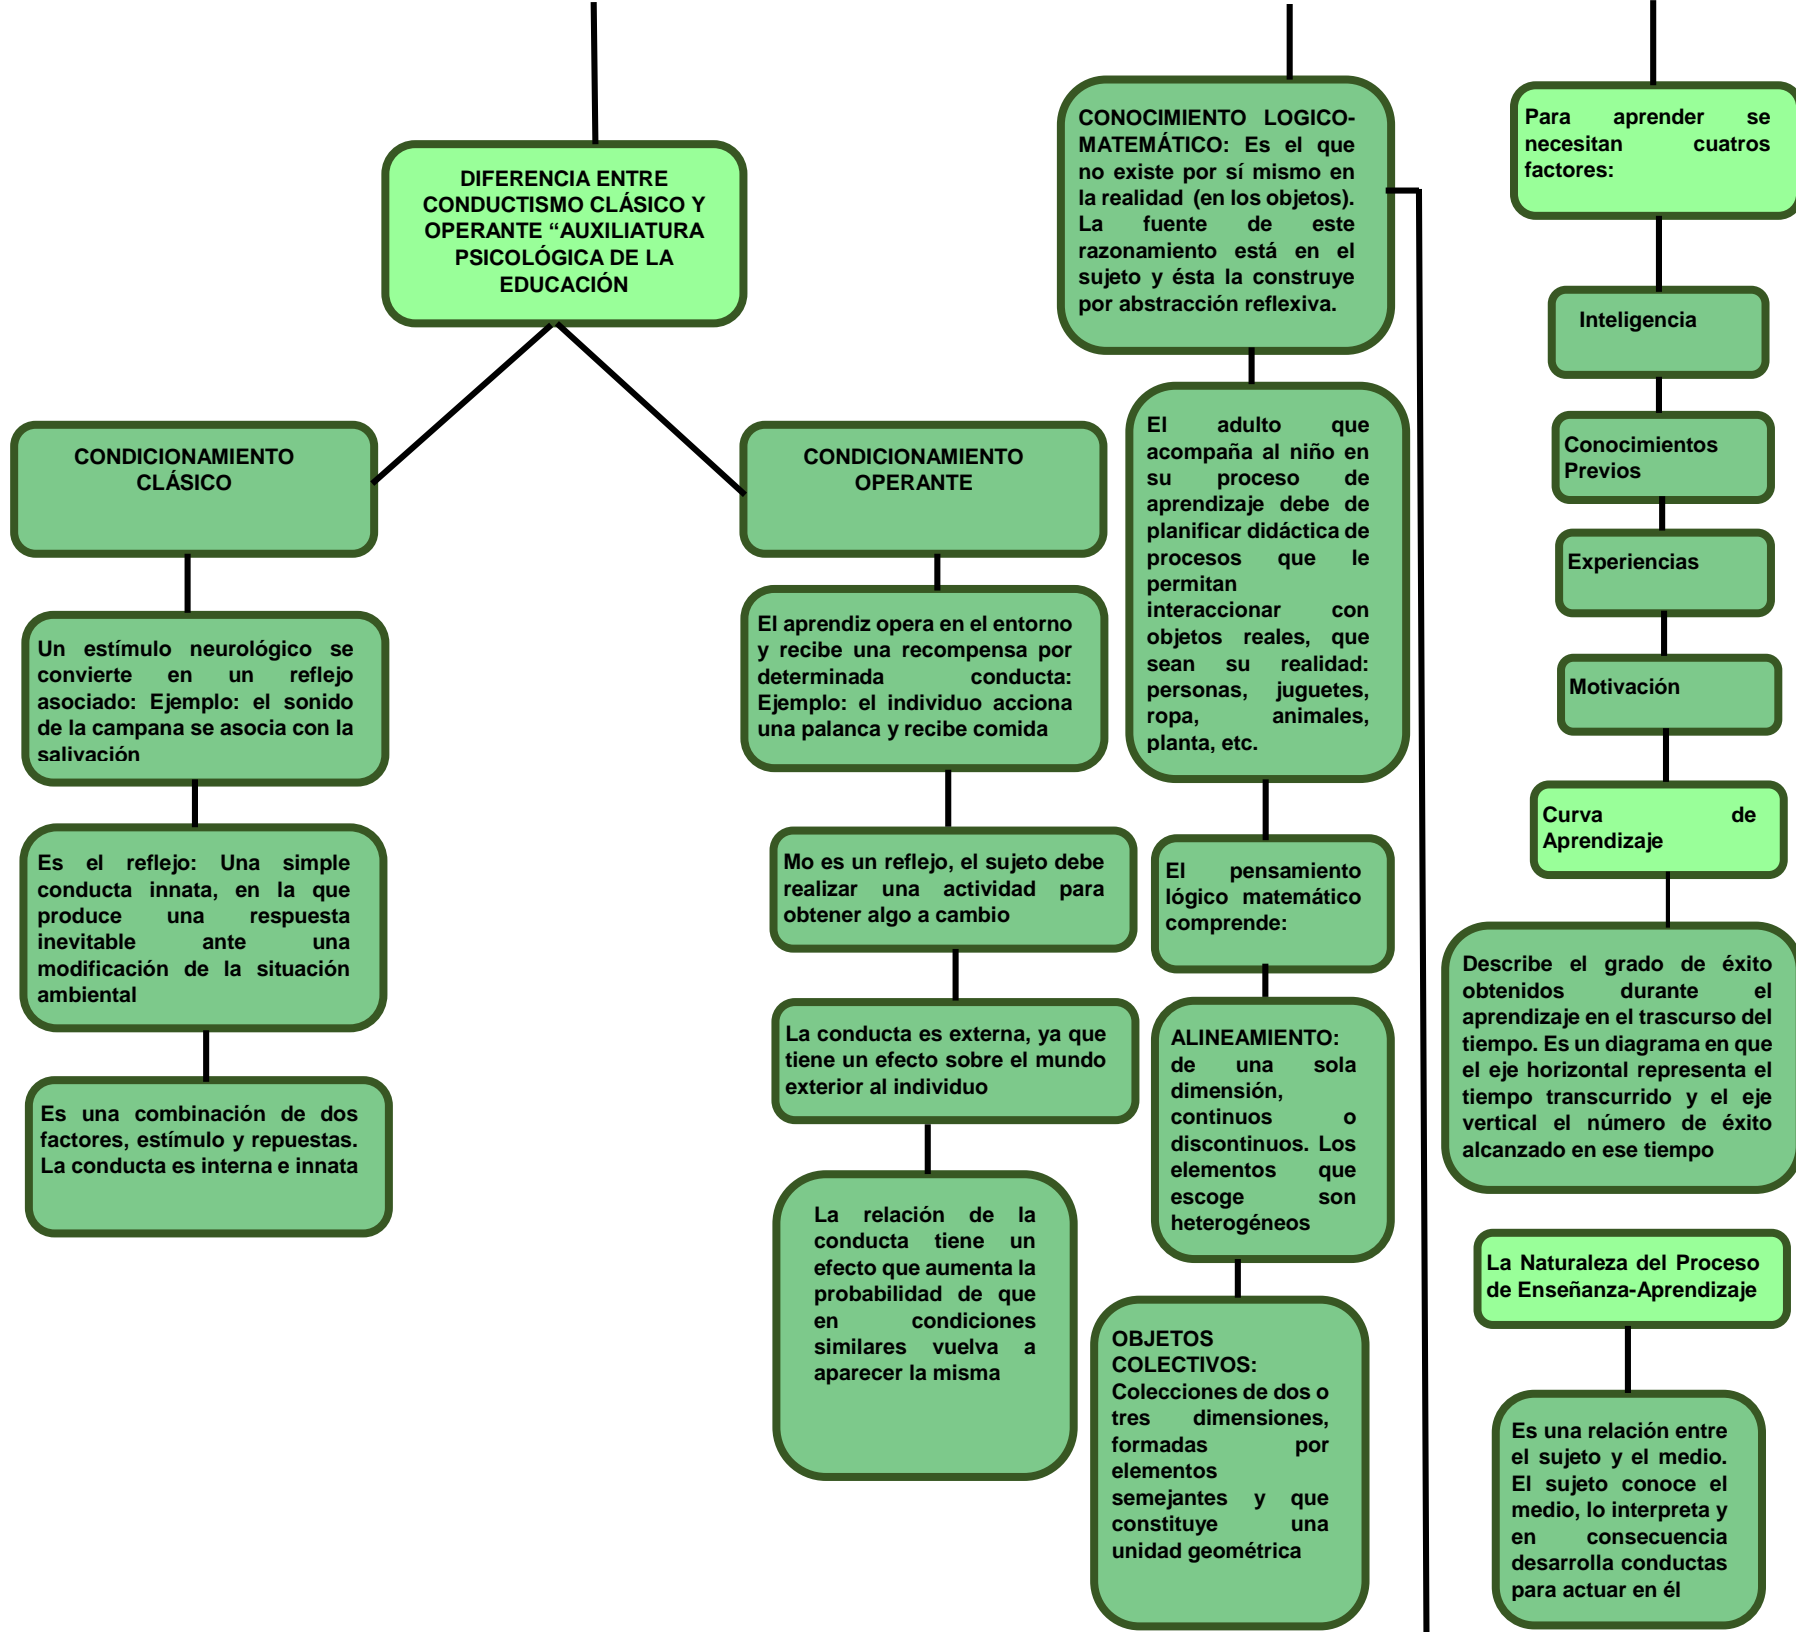 DIFERENCIA ENTRE
CONDUCTISMO CLÁSICO Y
OPERANTE “AUXILIATURA
PSICOLÓGICA DE LA
EDUCACIÓN
CONDICIONAMIENTO
CLÁSICO
Un estímulo neurológico se
convierte en un reflejo
asociado: Ejemplo: el sonido
de la campana se asocia con la
salivación
Es el reflejo: Una simple
conducta innata, en la que
produce una respuesta
inevitable ante una
modificación de la situación
ambiental
Es una combinación de dos
factores, estímulo y repuestas.
La conducta es interna e innata
CONDICIONAMIENTO
OPERANTE
El aprendiz opera en el entorno
y recibe una recompensa por
determinada conducta:
Ejemplo: el individuo acciona
una palanca y recibe comida
Mo es un reflejo, el sujeto debe
realizar una actividad para
obtener algo a cambio
La conducta es externa, ya que
tiene un efecto sobre el mundo
exterior al individuo
La relación de la
conducta tiene un
efecto que aumenta la
probabilidad de que
en condiciones
similares vuelva a
aparecer la misma
CONOCIMIENTO LOGICO-
MATEMÁTICO: Es el que
no existe por sí mismo en
la realidad (en los objetos).
La fuente de este
razonamiento está en el
sujeto y ésta la construye
por abstracción reflexiva.
El adulto que
acompaña al niño en
su proceso de
aprendizaje debe de
planificar didáctica de
procesos que le
permitan
interaccionar con
objetos reales, que
sean su realidad:
personas, juguetes,
ropa, animales,
planta, etc.
El pensamiento
lógico matemático
comprende:
ALINEAMIENTO:
de una sola
dimensión,
continuos o
discontinuos. Los
elementos que
escoge son
heterogéneos
OBJETOS
COLECTIVOS:
Colecciones de dos o
tres dimensiones,
formadas por
elementos
semejantes y que
constituye una
unidad geométrica
Para aprender se
necesitan cuatros
factores:
Inteligencia
Conocimientos
Previos
Experiencias
Motivación
Curva de
Aprendizaje
Describe el grado de éxito
obtenidos durante el
aprendizaje en el trascurso del
tiempo. Es un diagrama en que
el eje horizontal representa el
tiempo transcurrido y el eje
vertical el número de éxito
alcanzado en ese tiempo
La Naturaleza del Proceso
de Enseñanza-Aprendizaje
Es una relación entre
el sujeto y el medio.
El sujeto conoce el
medio, lo interpreta y
en consecuencia
desarrolla conductas
para actuar en él